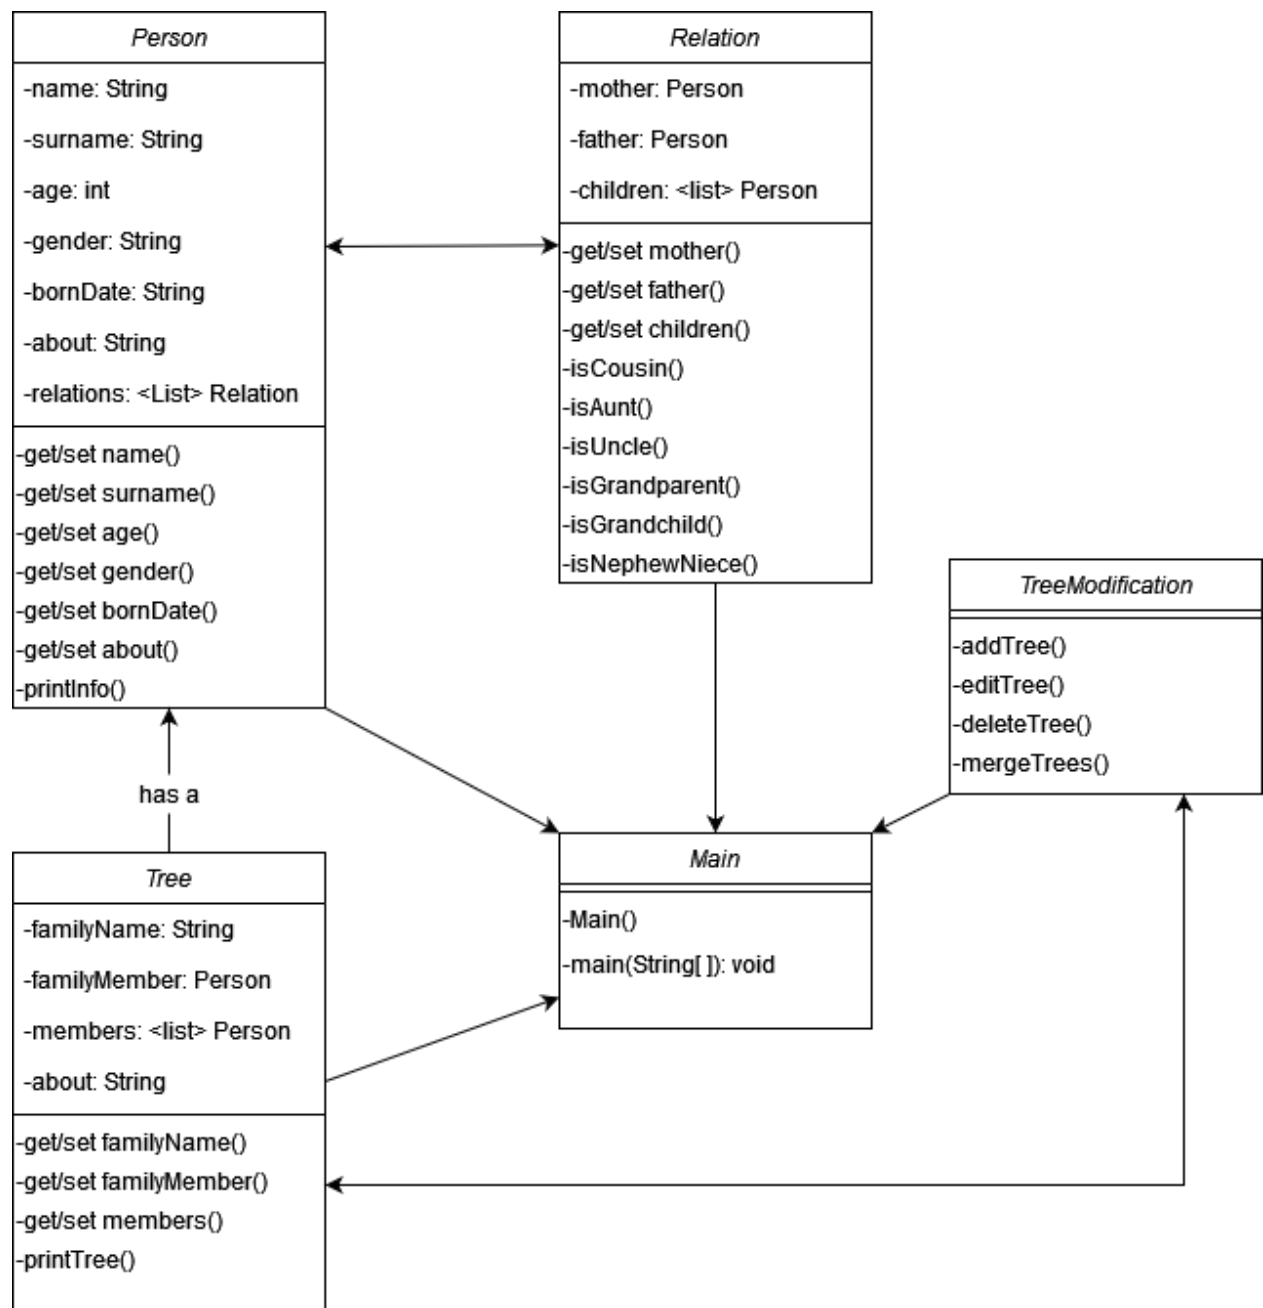 Person
-name: String
-surname: String
-age: int
-gender: String
-bornDate: String
-about: String
-relations: <List> Relation
-get/set name()
-get/set surname()
-get/set age()
-get/set gender()
-get/set bornDate()
-get/set about()
-printInfo()
Relation
-mother: Person
-father: Person
-children: <list> Person
-get/set mother()
-get/set father()
-get/set children()
-isCousin()
-isAunt()
-isUncle()
-isGrandparent()
-isGrandchild()
-isNephewNiece()
TreeModification
-addTree()
-editTree()
-deleteTree()
-mergeTrees()
has a
Tree
-familyName: String
-familyMember: Person
-members: <list> Person
-about: String
-get/set familyName()
-get/set familyMember()
-get/set members()
-printTree()
Main
-Main()
-main(String[ ]): void